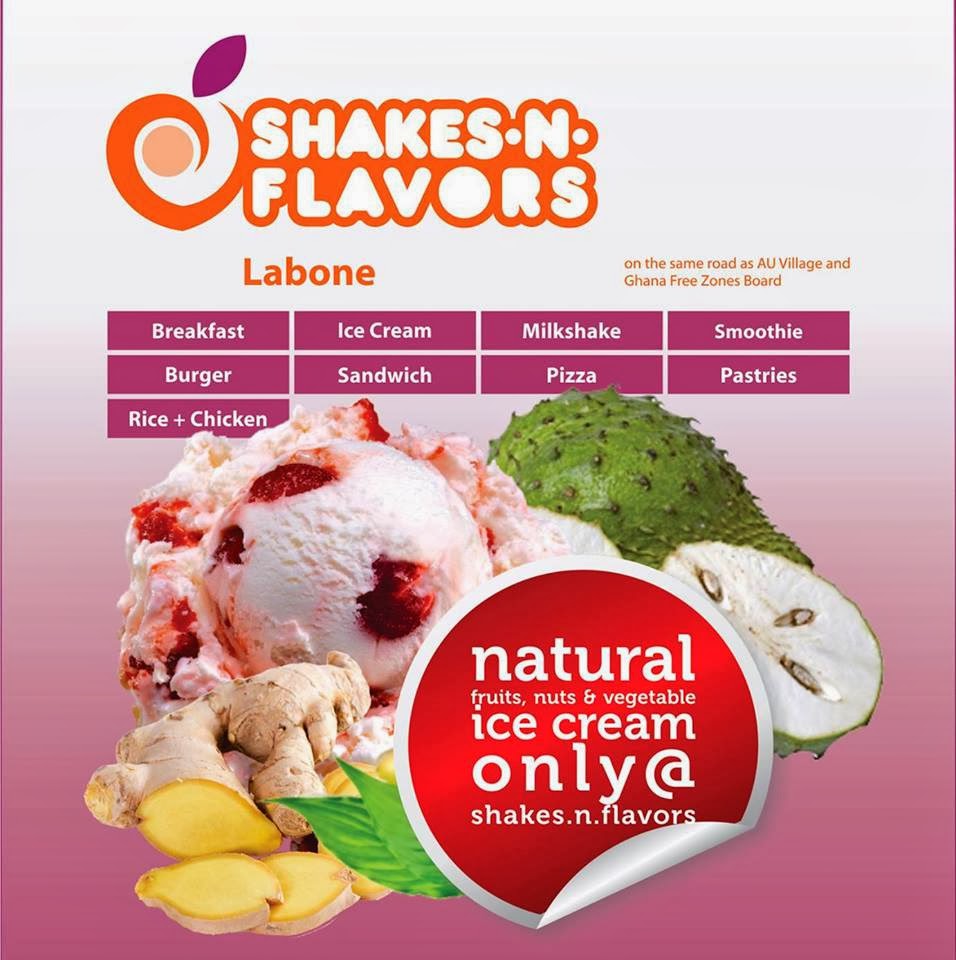 SHAKES·N·
FLAVORS
Labone
on the same road as AU Village and
Ghana Free Zones Board
Breakfast
Ice Cream
Milkshake
Smoothie
Burger
Sandwich
Pizza
Pastries
Rice + Chicken
natural
fruits, nuts & vegetable
ice cream
only@
shakes.n.flavors